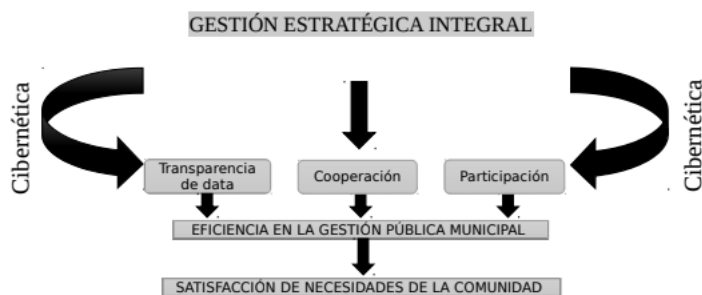 GESTIÓN ESTRATÉGICA INTEGRAL
Cibernética
Cibernética
Transparencia
de data
Cooperación
Participación
EFICIENCIA EN LA GESTIÓN PÚBLICA MUNICIPAL
SATISFACCIÓN DE NECESIDADES DE LA COMUNIDAD